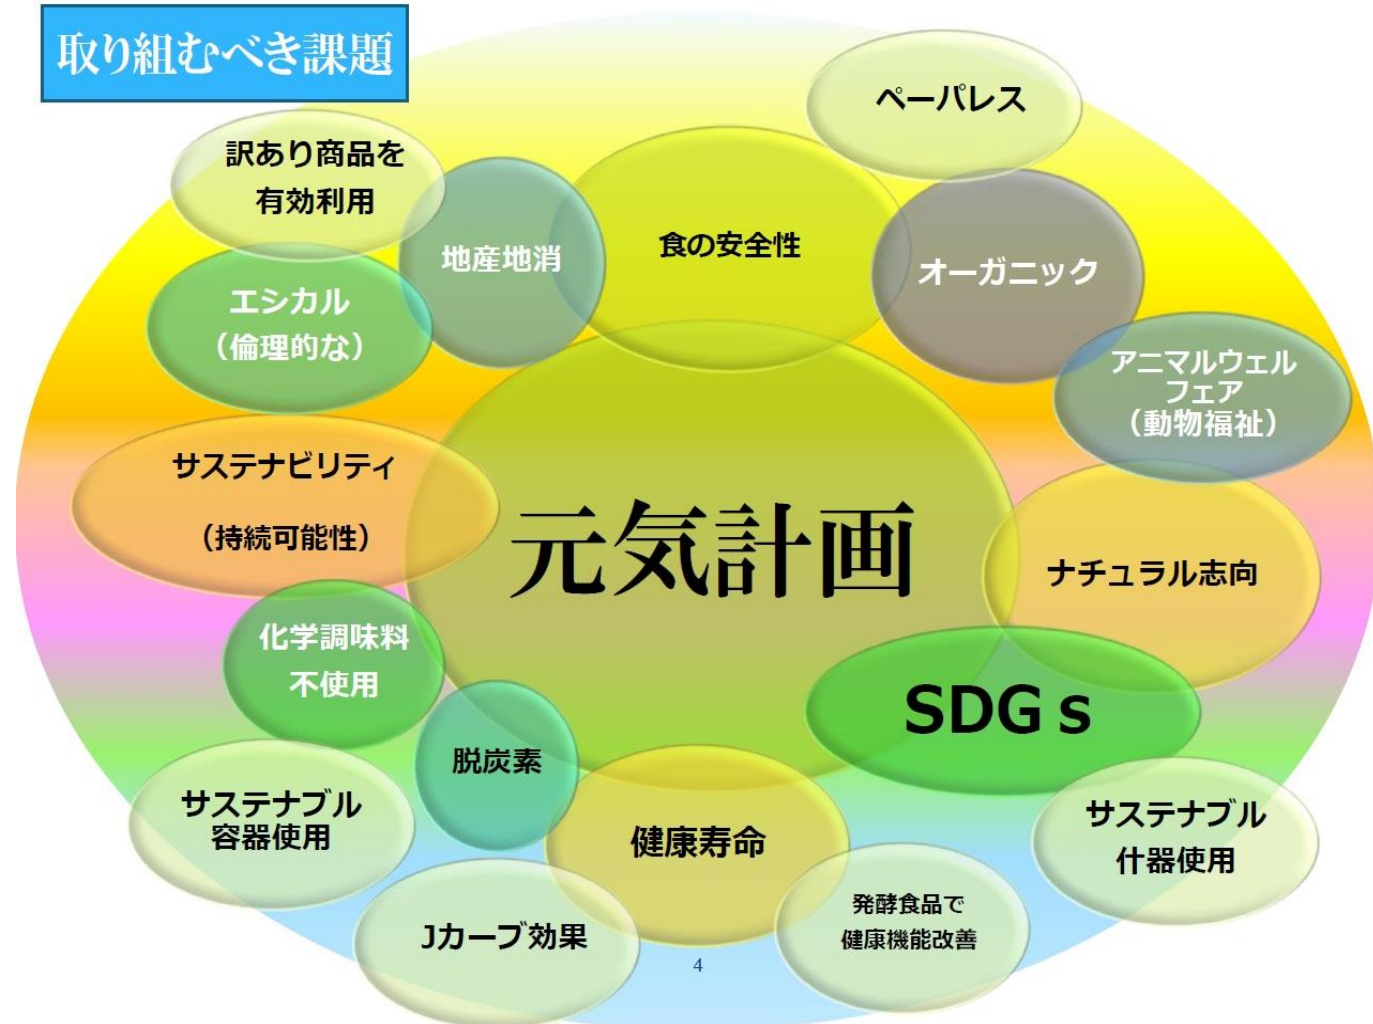 取り組むべき課題
ペーパレス
訳あり商品を
有効利用
地産地消
食の安全性
オーガニック
エシカル
（倫理的な）
アニマルウェル
フェア
（動物福祉）
サステナビリティ
（持続可能性）
元気計画
ナチュラル志向
化学調味料
不使用
SDGｓ
脱炭素
サステナブル
容器使用
健康寿命
サステナブル
什器使用
Jカーブ効果
発酵食品で
健康機能改善
4